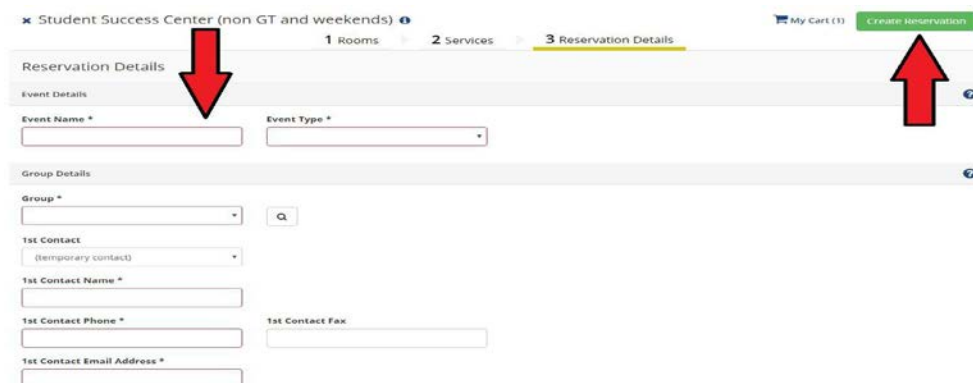 × Student Success Center (non GT and weekends)
My Cart (1)
Create Reservation
1 Rooms
2 Services
3 Reservation Details
Reservation Details
Event Details
Event Name *
Event Type *
Group Details
Group *
1st Contact
(temporary contact)
1st Contact Name *
1st Contact Phone *
1st Contact Fax
1st Contact Email Address *